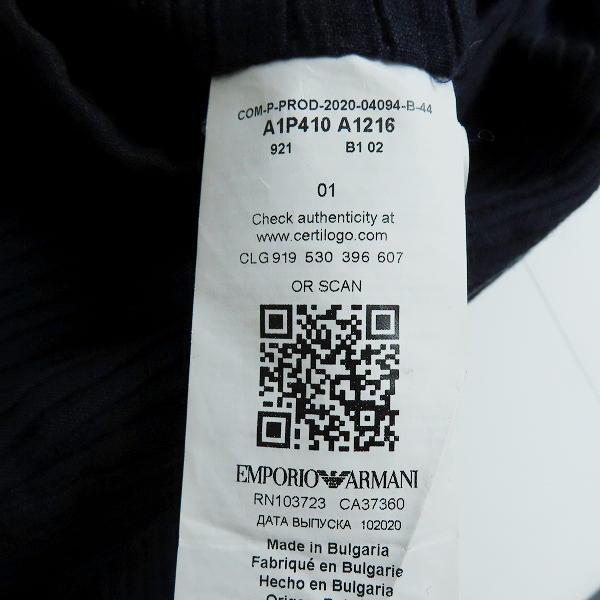 COM-P-PROD-2020-04094-B-44
A1P410 A1216
921 B1 02
01
Check authenticity at
www.certilogo.com
CLG 919 530 396 607
OR SCAN
EMPORIO ARMANI
RN103723 CA37360
ДАТА ВЫПУСКА 102020
Made in Bulgaria
Fabriqué en Bulgarie
Hecho en Bulgaria